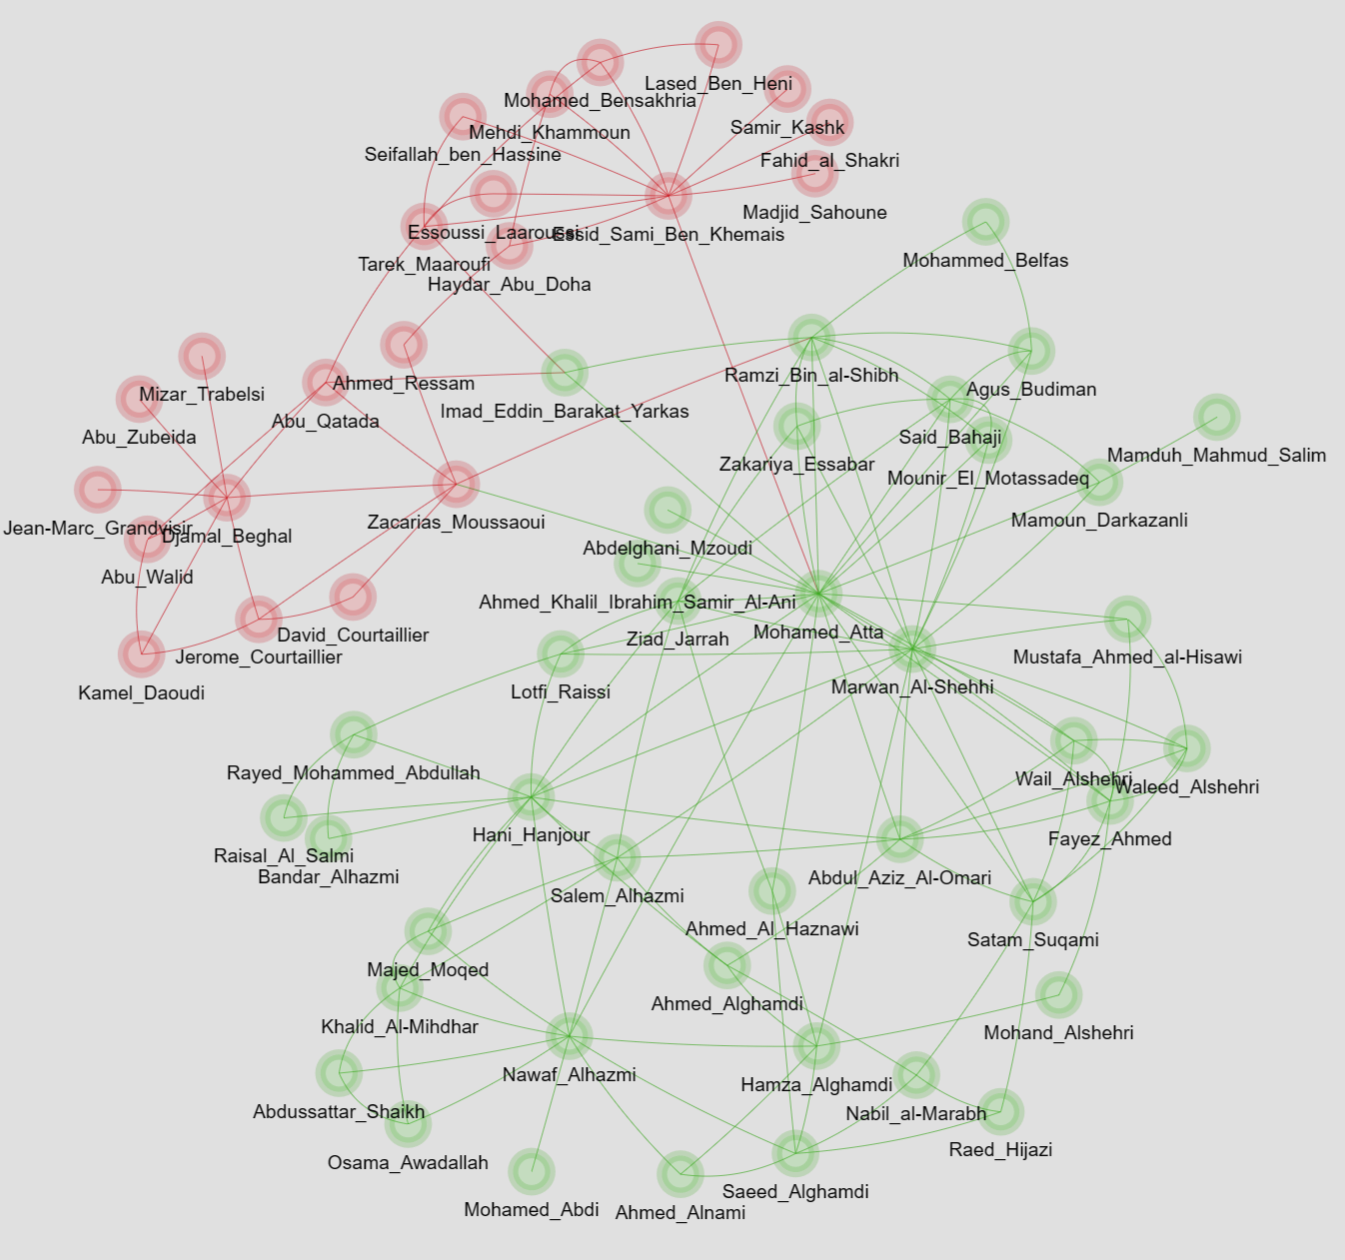 Lased_Ben_Heni
Mohamed_Bensakhria
Samir_Kashk
Mehdi_Khammoun
Seifallah_ben_Hassine
Fahid_al_Shakri
Madjid_Sahoune
Essoussi_Laaroussi
Essid_Sami_Ben_Khemais
Mohammed_Belfas
Tarek_Maaroufi
Haydar_Abu_Doha
Ramzi_Bin_al-Shibh
Ahmed_Ressam
Agus_Budiman
Mizar_Trabelsi
Imad_Eddin_Barakat_Yarkas
Abu_Qatada
Abu_Zubeida
Said_Bahaji
Mamduh_Mahmud_Salim
Zakariya_Essabar
Mounir_El_Motassadeq
Zacarias_Moussaoui
Mamoun_Darkazanli
Jean-Marc_Grandvisir
Djamal_Beghal
Abdelghani_Mzoudi
Abu_Walid
Ahmed_Khalil_Ibrahim_Samir_Al-Ani
Mohamed_Atta
David_Courtaillier
Ziad_Jarrah
Jerome_Courtaillier
Mustafa_Ahmed_al-Hisawi
Marwan_Al-Shehhi
Kamel_Daoudi
Lotfi_Raissi
Rayed_Mohammed_Abdullah
Wail_Alshehri
Waleed_Alshehri
Hani_Hanjour
Fayez_Ahmed
Raisal_Al_Salmi
Bandar_Alhazmi
Abdul_Aziz_Al-Omari
Salem_Alhazmi
Ahmed_Al_Haznawi
Satam_Suqami
Majed_Moqed
Ahmed_Alghamdi
Khalid_Al-Mihdhar
Mohand_Alshehri
Nawaf_Alhazmi
Hamza_Alghamdi
Abdussattar_Shaikh
Nabil_al-Marabh
Raed_Hijazi
Osama_Awadallah
Saeed_Alghamdi
Mohamed_Abdi
Ahmed_Alnami